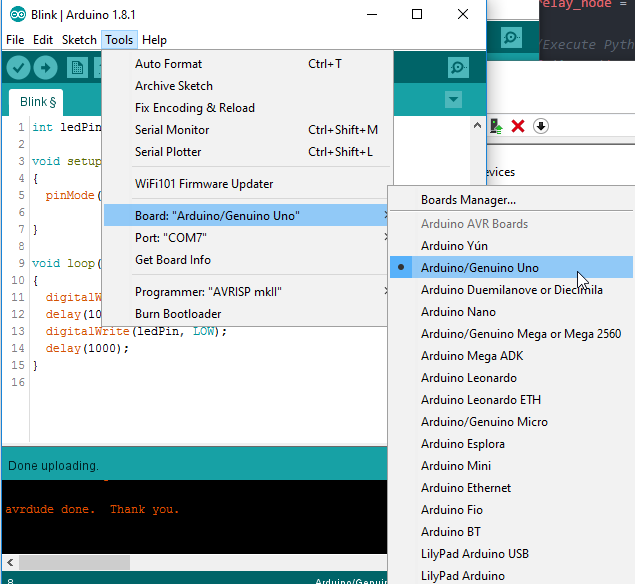 Blink | Arduino 1.8.1
File Edit Sketch Tools Help
Blink §
Auto Format Ctrl+T
Archive Sketch
Fix Encoding & Reload
Serial Monitor Ctrl+Shift+M
Serial Plotter Ctrl+Shift+L
WiFi101 Firmware Updater
Board: "Arduino/Genuino Uno"
Port: "COM7"
Get Board Info
Programmer: "AVRISP mkII"
Burn Bootloader
1 int ledPin
2
3 void setup
4 {
5 pinMode(
6
7 }
8
9 void loop(
10 {
11 digitalW
12 delay(10
13 digitalWrite(ledPin, LOW);
14 delay(1000);
15 }
16
Done uploading.
avrdude done. Thank you.
8 Arduino/Genuin
elay_node =
/Execute Pyth
evices
Boards Manager...
Arduino AVR Boards
Arduino Yún
Arduino/Genuino Uno
Arduino Duemilanove or Diecimila
Arduino Nano
Arduino/Genuino Mega or Mega 2560
Arduino Mega ADK
Arduino Leonardo
Arduino Leonardo ETH
Arduino/Genuino Micro
Arduino Esplora
Arduino Mini
Arduino Ethernet
Arduino Fio
Arduino BT
LilyPad Arduino USB
LilyPad Arduino